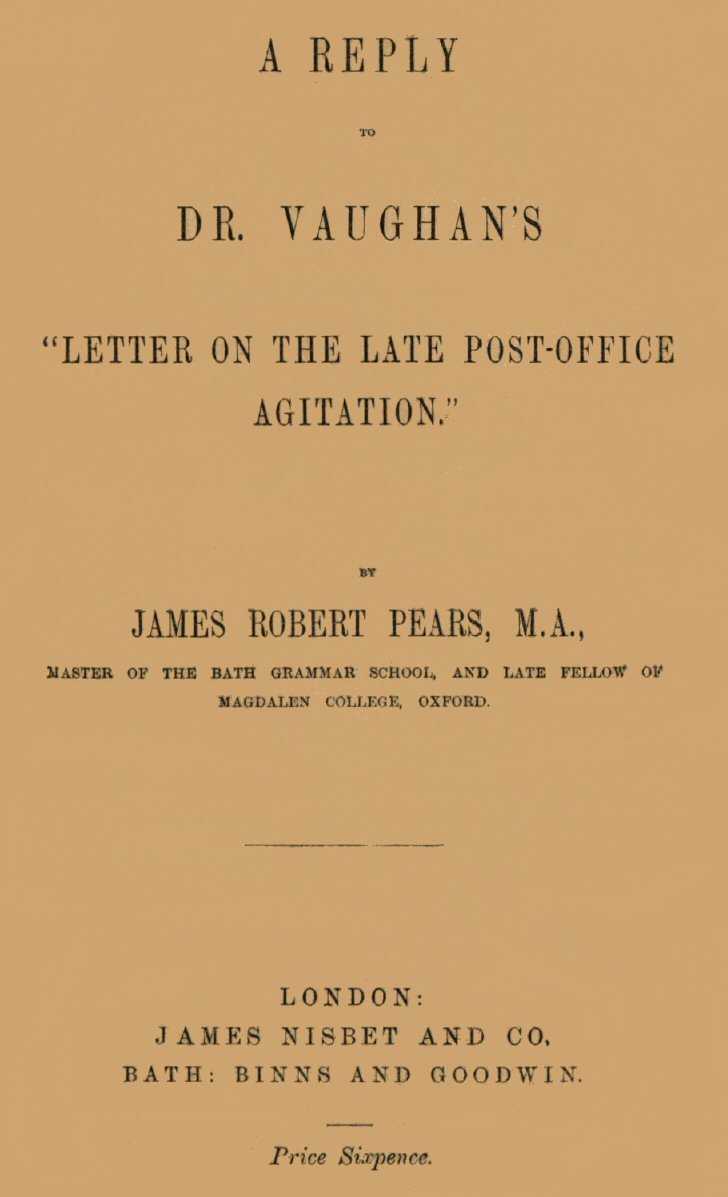 A REPLY
TO
DR. VAUGHAN'S
“LETTER ON THE LATE POST-OFFICE
AGITATION.”
BY
JAMES ROBERT PEARS, M.A.,
MASTER OF THE BATH GRAMMAR SCHOOL, AND LATE FELLOW OF
MAGDALEN COLLEGE, OXFORD.
LONDON:
JAMES NISBET AND CO.
BATH: BINNS AND GOODWIN.
Price Sixpence.